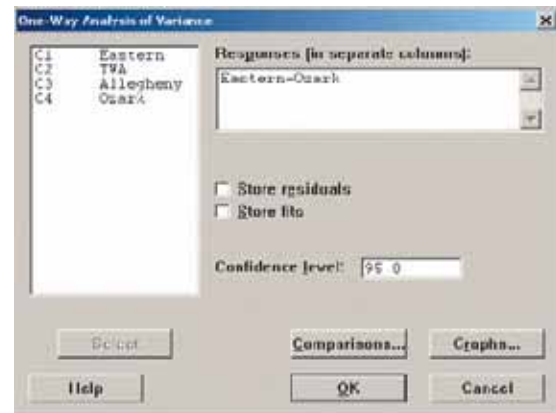 One-Way Analysis of Variance
C1 Eastern
C2 TWA
C3 Allegheny
C4 Ozark
Responses (in separate columns):
Eastern-Ozark
Store residuals
Store fits
Confidence level: 95.0
Select
Comparisons...
Graphs...
Help
OK
Cancel